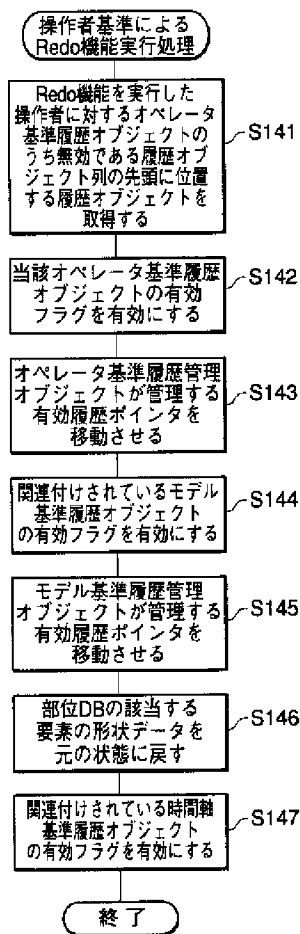 操作者基準による
Redo機能実行処理
Redo機能を実行した
操作者に対するオペレータ
基準履歴オブジェクトの
うち無効である履歴オブ
ジェクト列の先頭に位置
する履歴オブジェクトを
取得する
S141
当該オペレータ基準履歴
オブジェクトの有効
フラグを有効にする
S142
オペレータ基準履歴管理
オブジェクトが管理する
有効履歴ポインタを
移動させる
S143
関連付けされているモデル
基準履歴オブジェクト
の有効フラグを有効にする
S144
モデル基準履歴管理
オブジェクトが管理する
有効履歴ポインタを
移動させる
S145
部位DBの該当する
要素の形状データを
元の状態に戻す
S146
関連付けされている時間軸
基準履歴オブジェクト
の有効フラグを有効にする
S147
終了